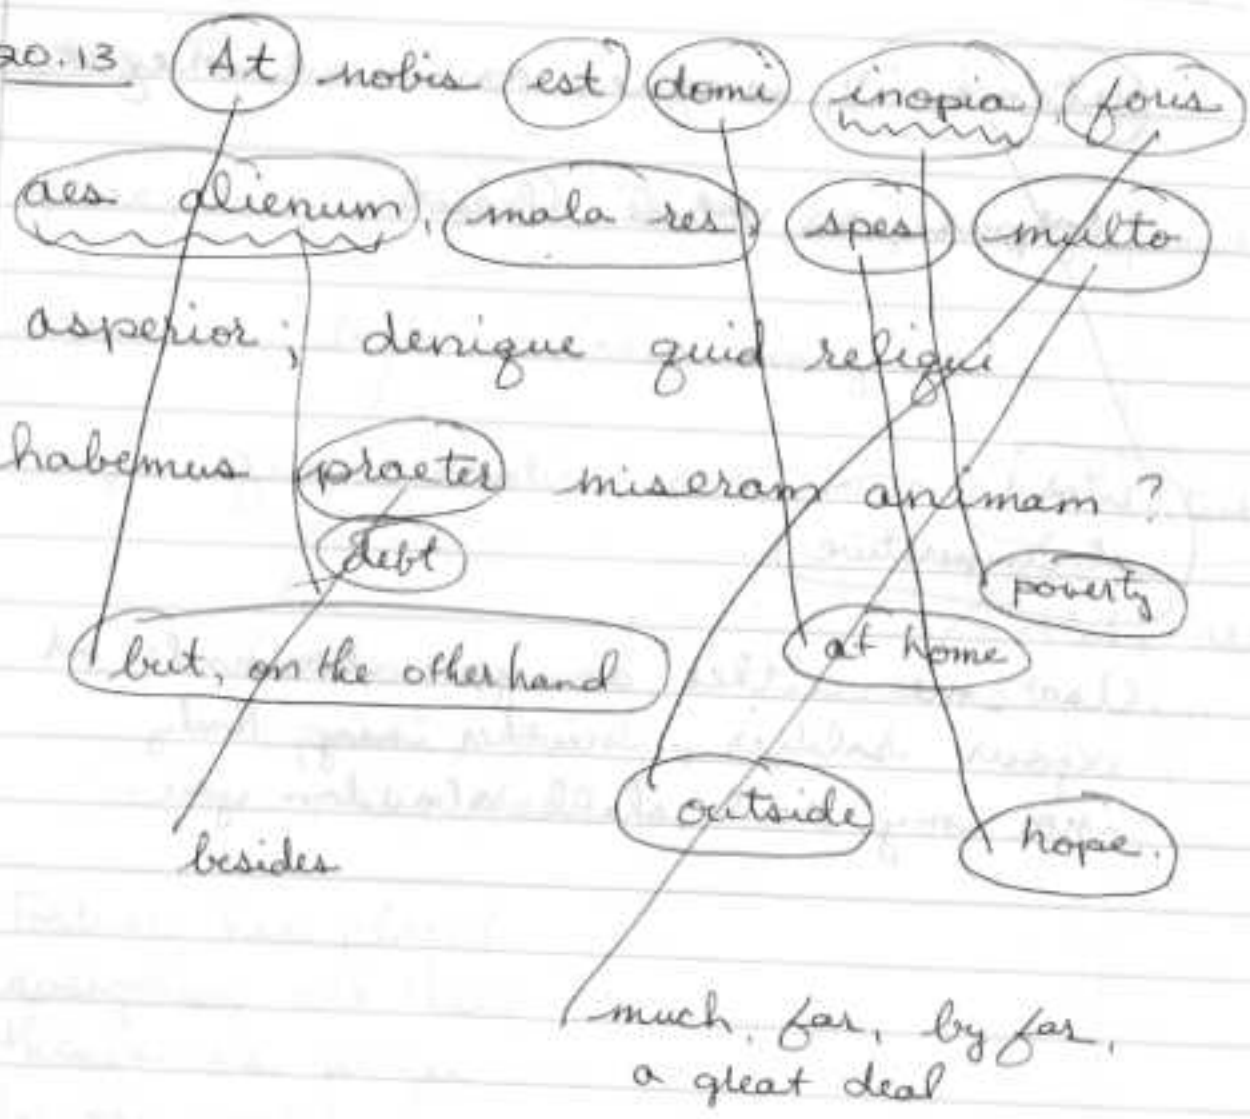 20.13 At nobis est domi inopia, foris
aes alienum, mala res, spes multo
asperior; denique quid reliqui
habemus praeter miseram animam?
debt
poverty
but, on the other hand
at home
outside
hope.
besides
much, far, by far,
a great deal